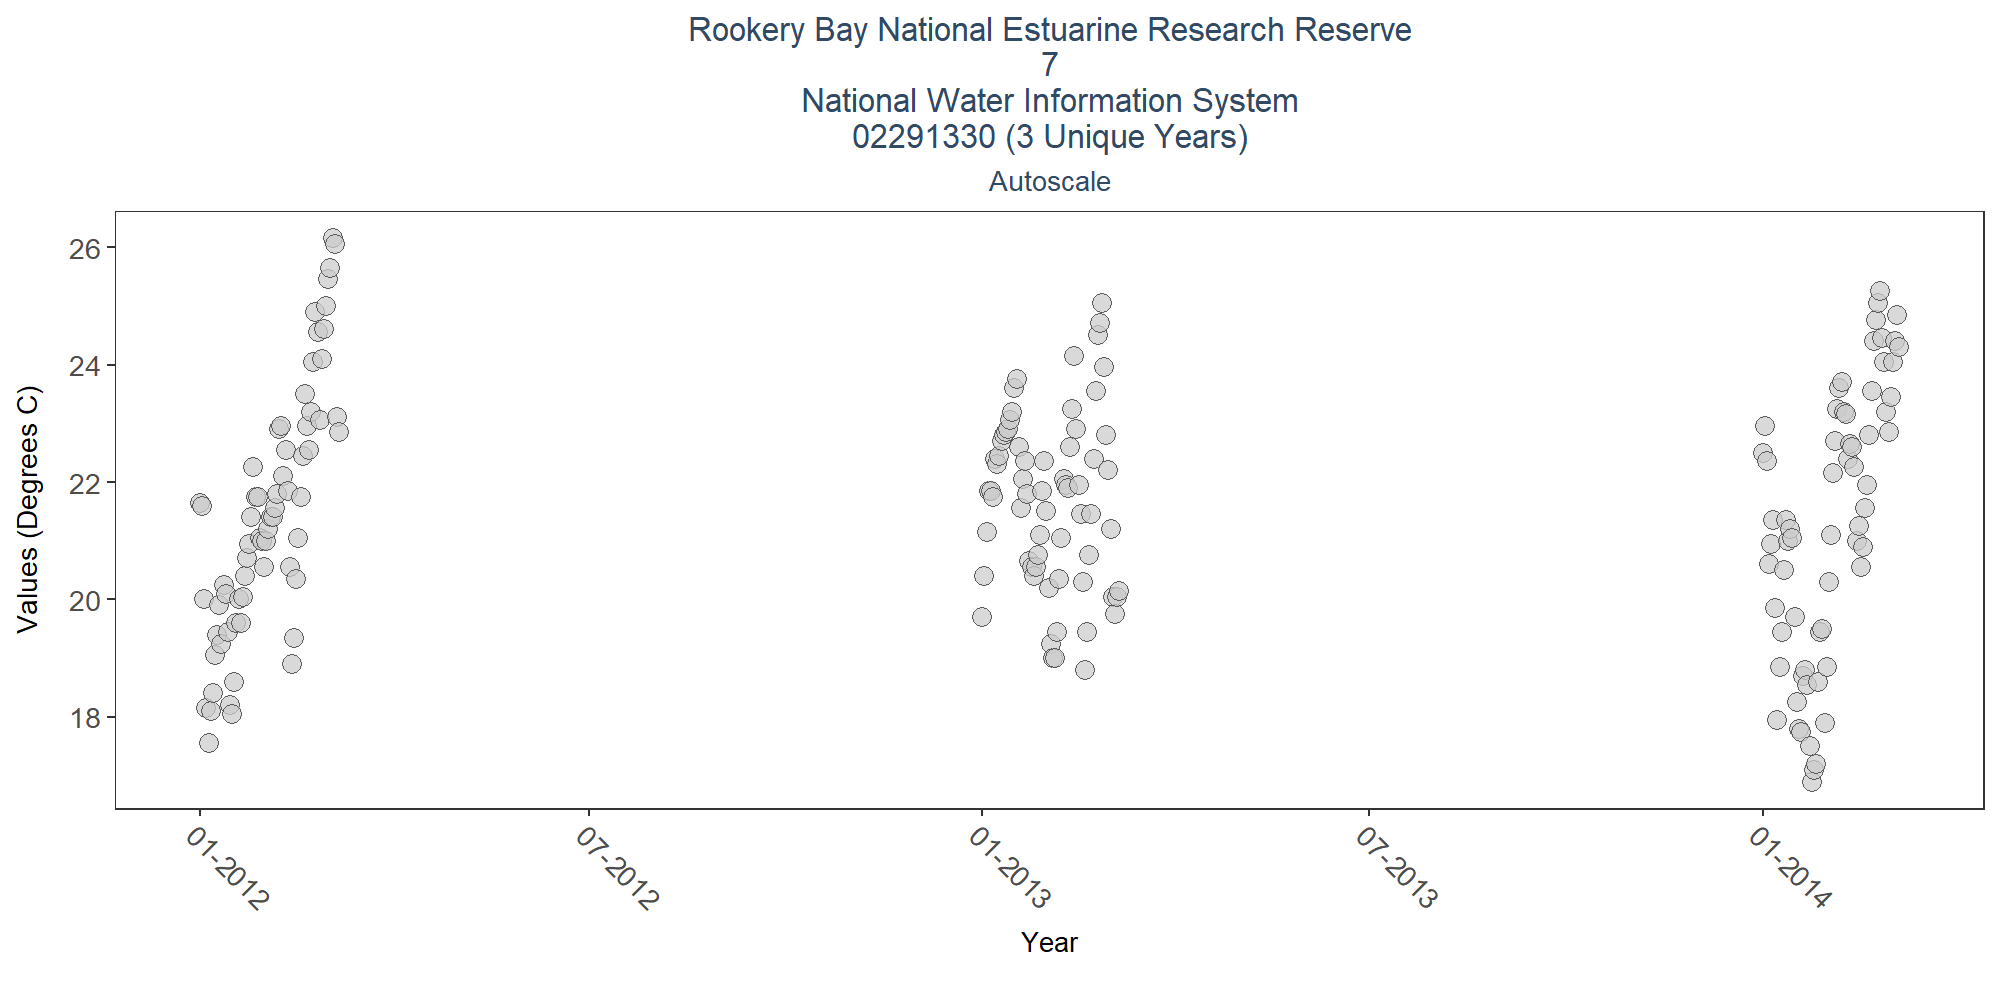 Rookery Bay National Estuarine Research Reserve
7
National Water Information System
02291330 (3 Unique Years)
Autoscale
Values (Degrees C)
26
24
22
20
18
01-2012
07-2012
01-2013
07-2013
01-2014
Year